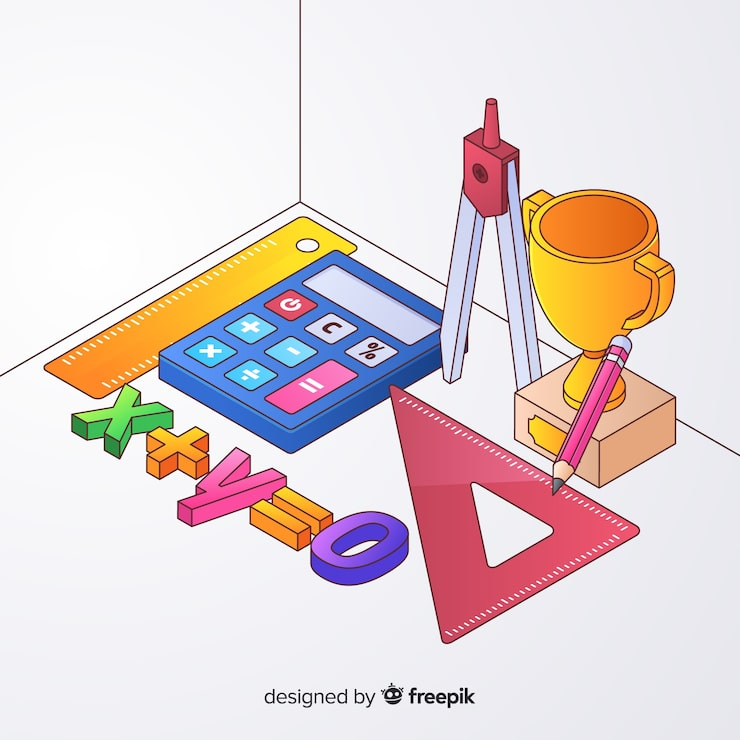 C
%
+
×
−
÷
=
X+Y=0
designed by freepik